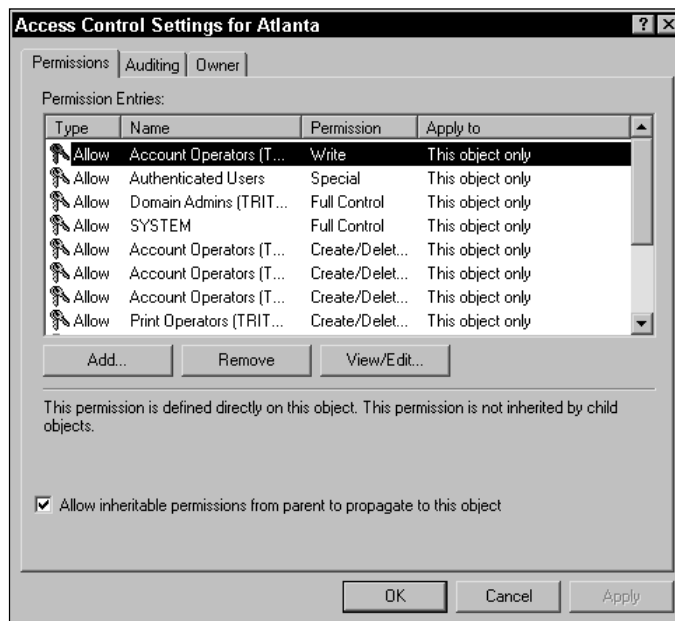 Access Control Settings for Atlanta
Permissions Auditing Owner
Permission Entries:
Type Name Permission Apply to
Allow Account Operators (T... Write This object only
Allow Authenticated Users Special This object only
Allow Domain Admins (TRIT... Full Control This object only
Allow SYSTEM Full Control This object only
Allow Account Operators (T... Create/Delet... This object only
Allow Account Operators (T... Create/Delet... This object only
Allow Account Operators (T... Create/Delet... This object only
Allow Print Operators (TRIT... Create/Delet... This object only
Add... Remove View/Edit...
This permission is defined directly on this object. This permission is not inherited by child
objects.
Allow inheritable permissions from parent to propagate to this object
OK Cancel Apply